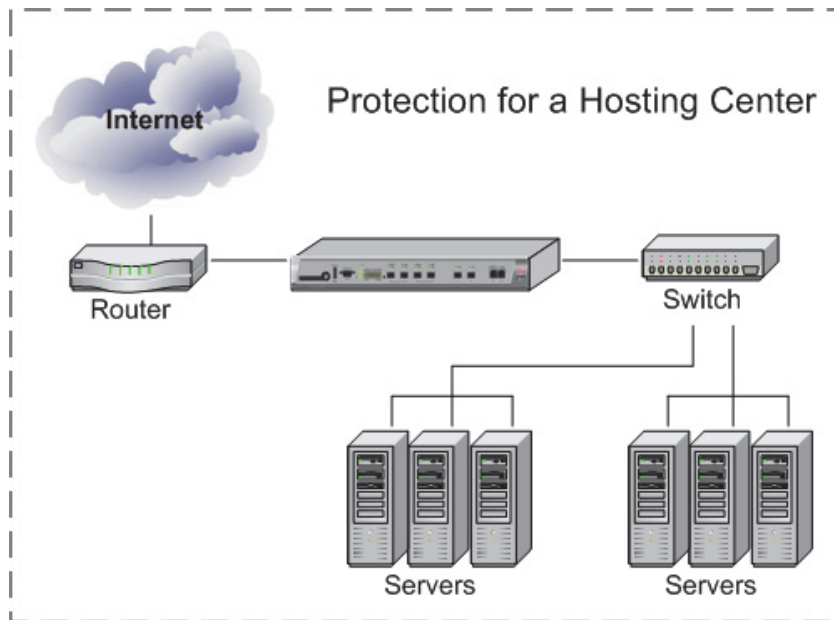 Internet
Protection for a Hosting Center
Router
Switch
Servers
Servers